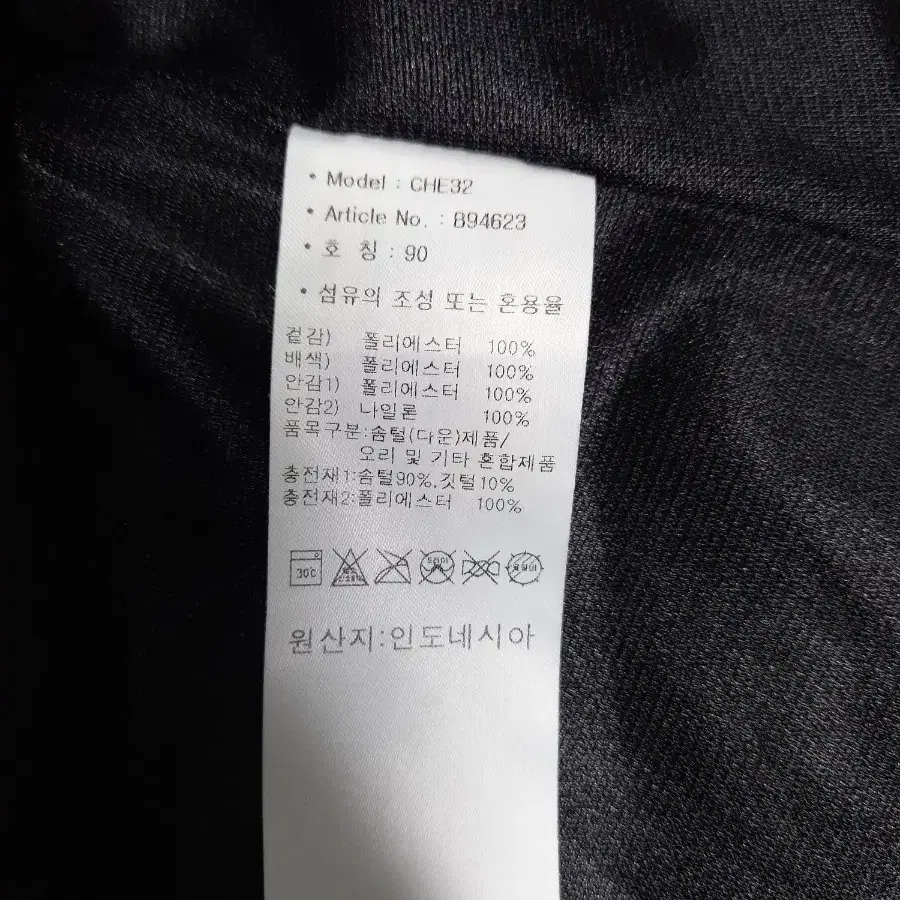 • Model : CHE32
• Article No. : B94623
• 호 칭 : 90
• 섬유의 조성 또는 혼용율
겉감) 폴리에스터 100%
배색) 폴리에스터 100%
안감1) 폴리에스터 100%
안감2) 나일론 100%
품목구분:솜털(다운)제품/
오리 및 기타 혼합제품
충전재1:솜털90%,깃털10%
충전재2:폴리에스터 100%
30℃ 드라이
원산지:인도네시아